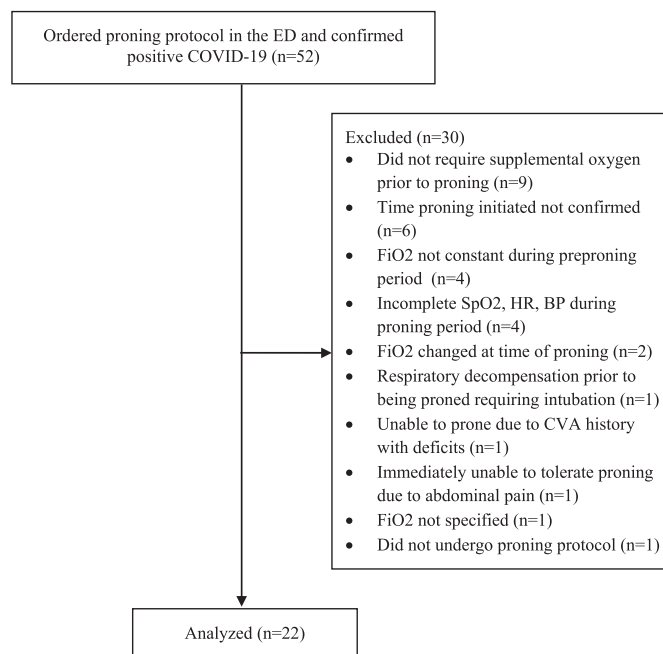 Ordered proning protocol in the ED and confirmed
positive COVID-19 (n=52)
Excluded (n=30)
• Did not require supplemental oxygen
prior to proning (n=9)
• Time proning initiated not confirmed
(n=6)
• FiO2 not constant during preproning
period (n=4)
• Incomplete SpO2, HR, BP during
proning period (n=4)
• FiO2 changed at time of proning (n=2)
• Respiratory decompensation prior to
being proned requiring intubation (n=1)
• Unable to prone due to CVA history
with deficits (n=1)
• Immediately unable to tolerate proning
due to abdominal pain (n=1)
• FiO2 not specified (n=1)
• Did not undergo proning protocol (n=1)
Analyzed (n=22)